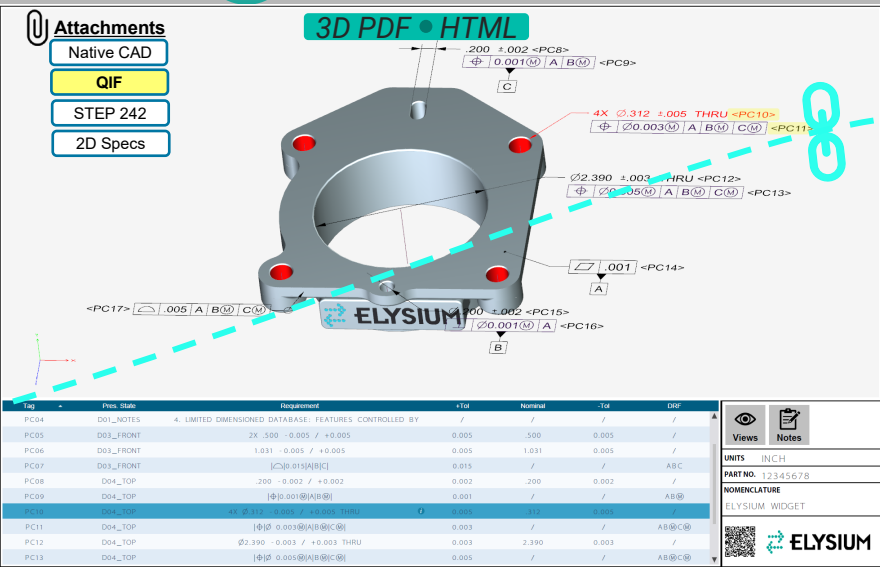 Attachments
Native CAD
QIF
STEP 242
2D Specs
3D PDF • HTML
.200 ±.002 <PC8>
⌖ 0.001Ⓜ A BⓂ <PC9>
C
4X Ø.312 ±.005 THRU <PC10>
⌖ Ø0.003Ⓜ A BⓂ CⓂ <PC11>
Ø2.390 ±.003 THRU <PC12>
⌖ Ø0.005Ⓜ A BⓂ CⓂ <PC13>
⏥ .001 <PC14>
A
<PC17> ⌓ .005 A BⓂ CⓂ
ELYSIUM
Ø.200 ±.002 <PC15>
⟂ Ø0.001Ⓜ A <PC16>
B
Tag Pres. State Requirement +Tol Nominal -Tol DRF
PC04 D01_NOTES 4. LIMITED DIMENSIONED DATABASE: FEATURES CONTROLLED BY / / / /
PC05 D03_FRONT 2X .500 -0.005 / +0.005 0.005 .500 0.005 /
PC06 D03_FRONT 1.031 -0.005 / +0.005 0.005 1.031 0.005 /
PC07 D03_FRONT |⌓|0.015|A|B|C| 0.015 / / ABC
PC08 D04_TOP .200 -0.002 / +0.002 0.002 .200 0.002 /
PC09 D04_TOP |⌖|0.001Ⓜ|A|BⓂ| 0.001 / / ABⓂ
PC10 D04_TOP 4X Ø.312 -0.005 / +0.005 THRU 0.005 .312 0.005 /
PC11 D04_TOP |⌖|Ø 0.003Ⓜ|A|BⓂ|CⓂ| 0.003 / / ABⓂCⓂ
PC12 D04_TOP Ø2.390 -0.003 / +0.003 THRU 0.003 2.390 0.003 /
PC13 D04_TOP |⌖|Ø 0.005Ⓜ|A|BⓂ|CⓂ| 0.005 / / ABⓂCⓂ
Views Notes
UNITS INCH
PART NO. 12345678
NOMENCLATURE
ELYSIUM WIDGET
ELYSIUM